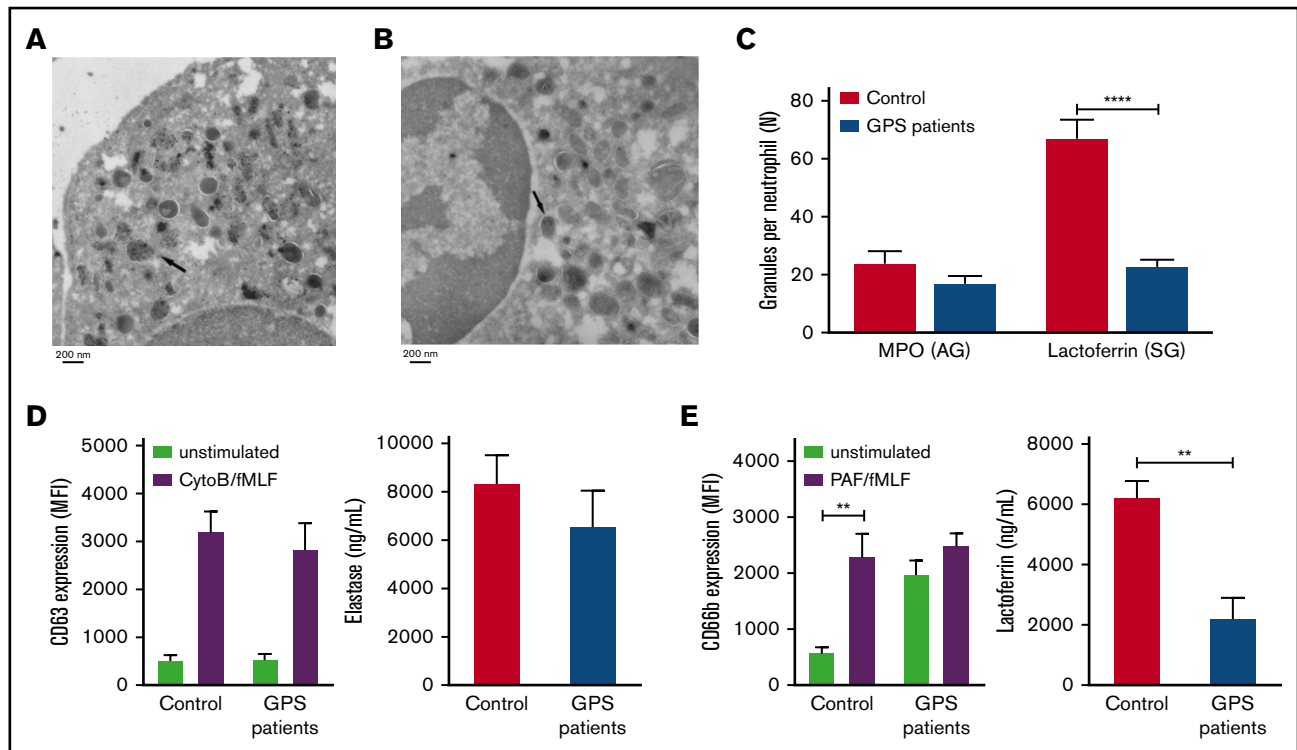 A
B
C
200 nm
200 nm
Granules per neutrophil (N)
80
60
40
20
0
Control
GPS patients
****
MPO (AG)
Lactoferrin (SG)
D
CD63 expression (MFI)
5000
4000
3000
2000
1000
0
unstimulated
CytoB/fMLF
Control
GPS
patients
Elastase (ng/mL)
10000
8000
6000
4000
2000
0
Control
GPS
patients
E
CD66b expression (MFI)
4000
3000
2000
1000
0
unstimulated
PAF/fMLF
**
Control
GPS
patients
Lactoferrin (ng/mL)
8000
6000
4000
2000
0
**
Control
GPS
patients